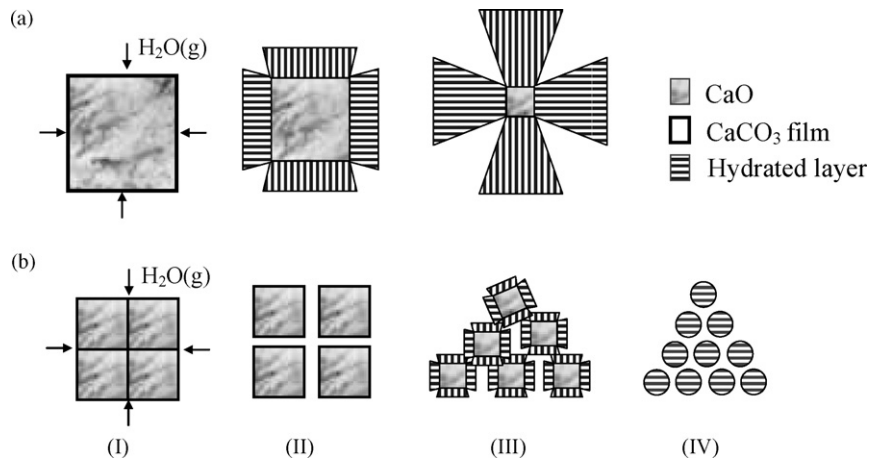 (a)
H₂O(g)
CaO
CaCO₃ film
Hydrated layer
(b)
H₂O(g)
(I) (II) (III) (IV)